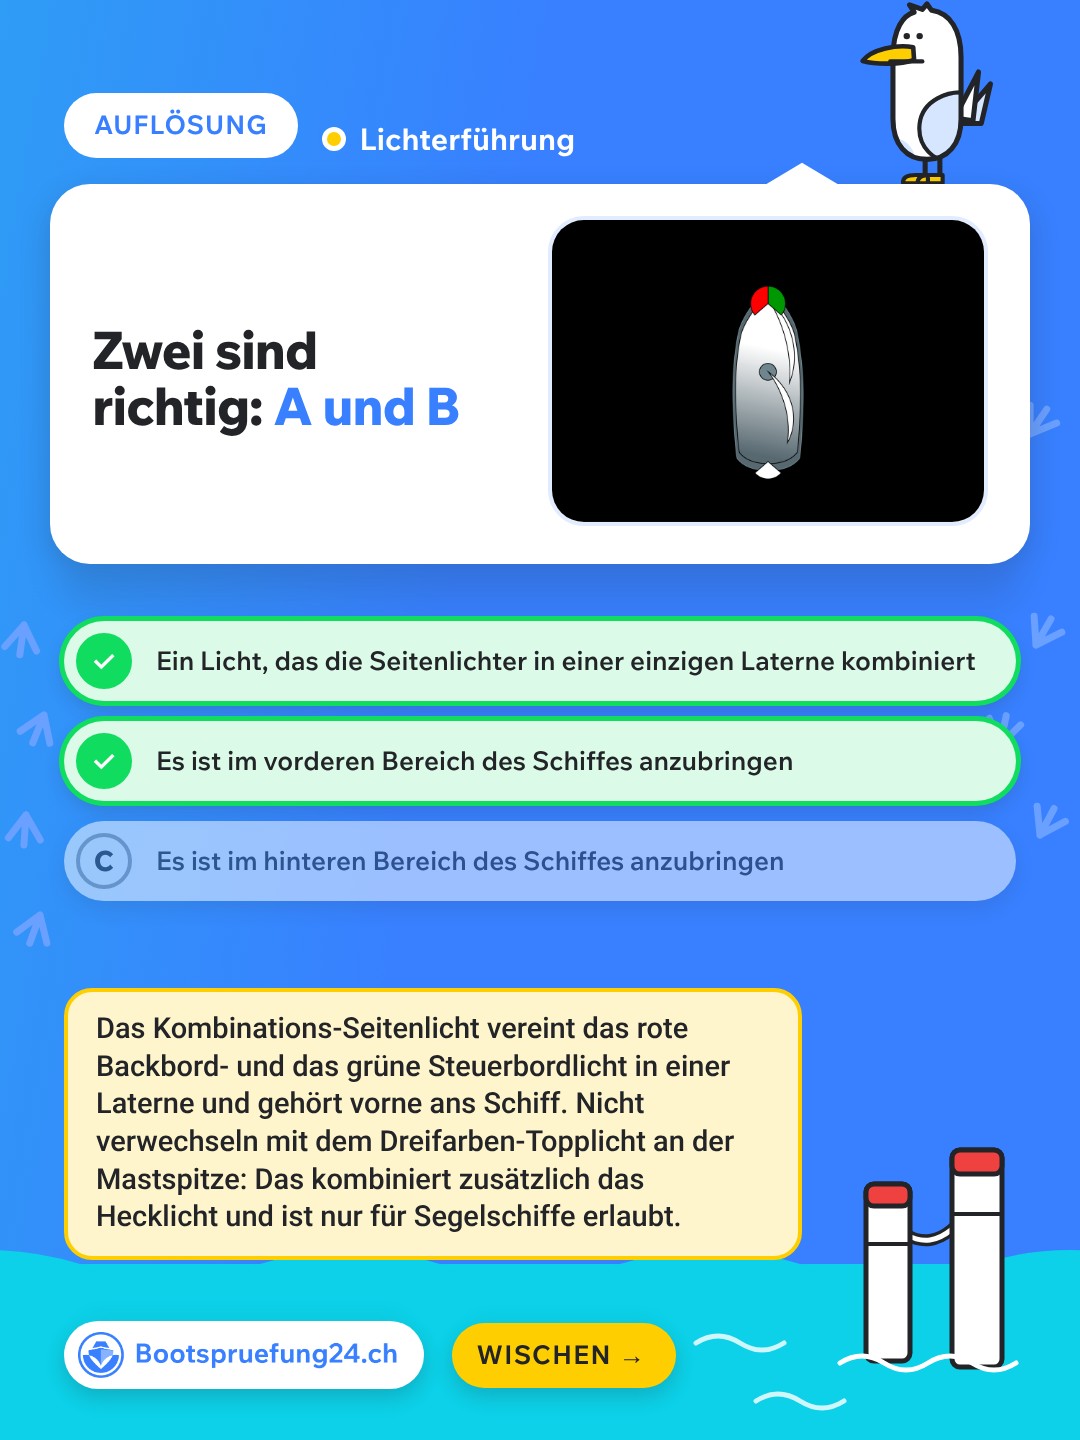 AUFLÖSUNG
Lichterführung
Zwei sind
richtig: A und B
Ein Licht, das die Seitenlichter in einer einzigen Laterne kombiniert
Es ist im vorderen Bereich des Schiffes anzubringen
C Es ist im hinteren Bereich des Schiffes anzubringen
Das Kombinations-Seitenlicht vereint das rote
Backbord- und das grüne Steuerbordlicht in einer
Laterne und gehört vorne ans Schiff. Nicht
verwechseln mit dem Dreifarben-Topplicht an der
Mastspitze: Das kombiniert zusätzlich das
Hecklicht und ist nur für Segelschiffe erlaubt.
Bootspruefung24.ch
WISCHEN →